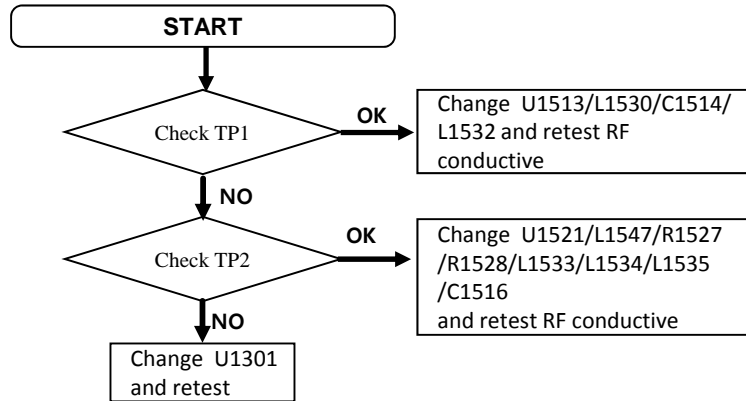 START
Check TP1
OK
Change U1513/L1530/C1514/
L1532 and retest RF
conductive
NO
Check TP2
OK
Change U1521/L1547/R1527
/R1528/L1533/L1534/L1535
/C1516
and retest RF conductive
NO
Change U1301
and retest